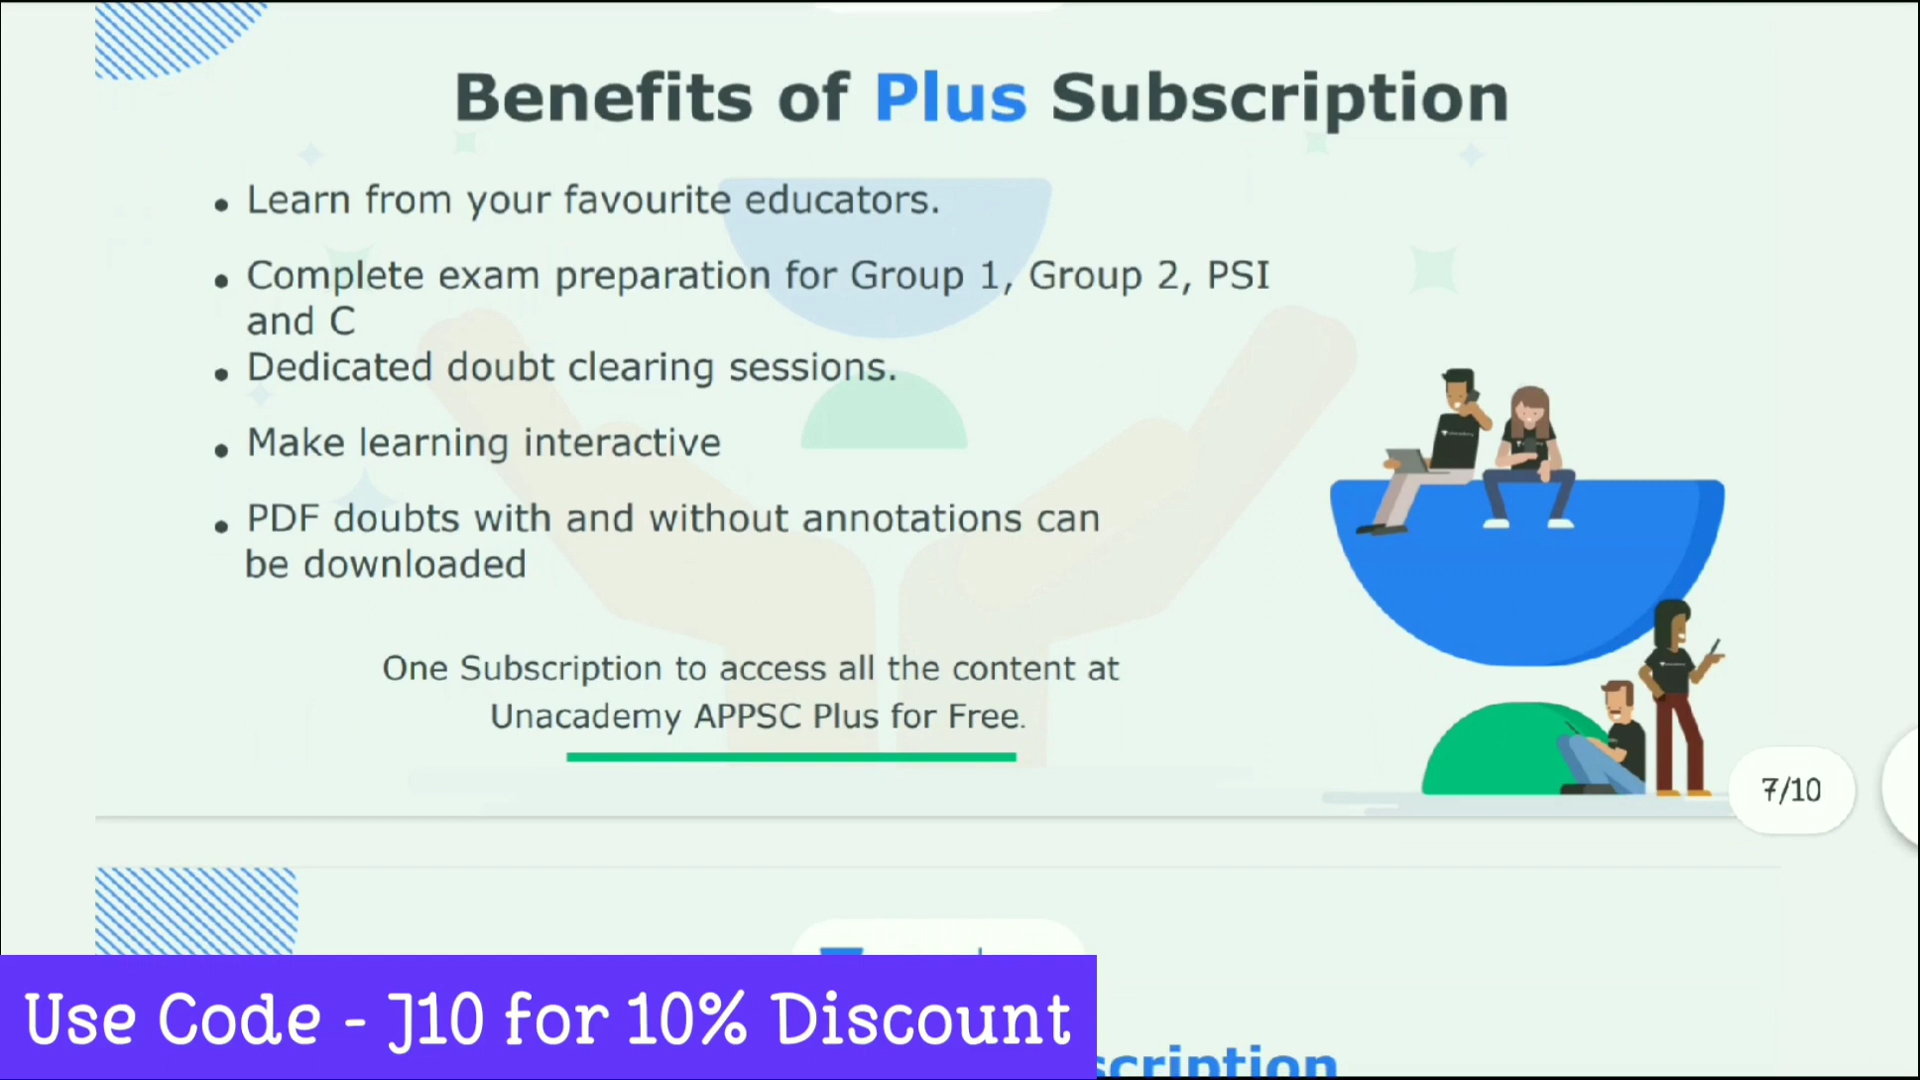 Benefits of Plus Subscription
• Learn from your favourite educators.
• Complete exam preparation for Group 1, Group 2, PSI
and C
• Dedicated doubt clearing sessions.
• Make learning interactive
• PDF doubts with and without annotations can
be downloaded
One Subscription to access all the content at
Unacademy APPSC Plus for Free.
7/10
Use Code - J10 for 10% Discount